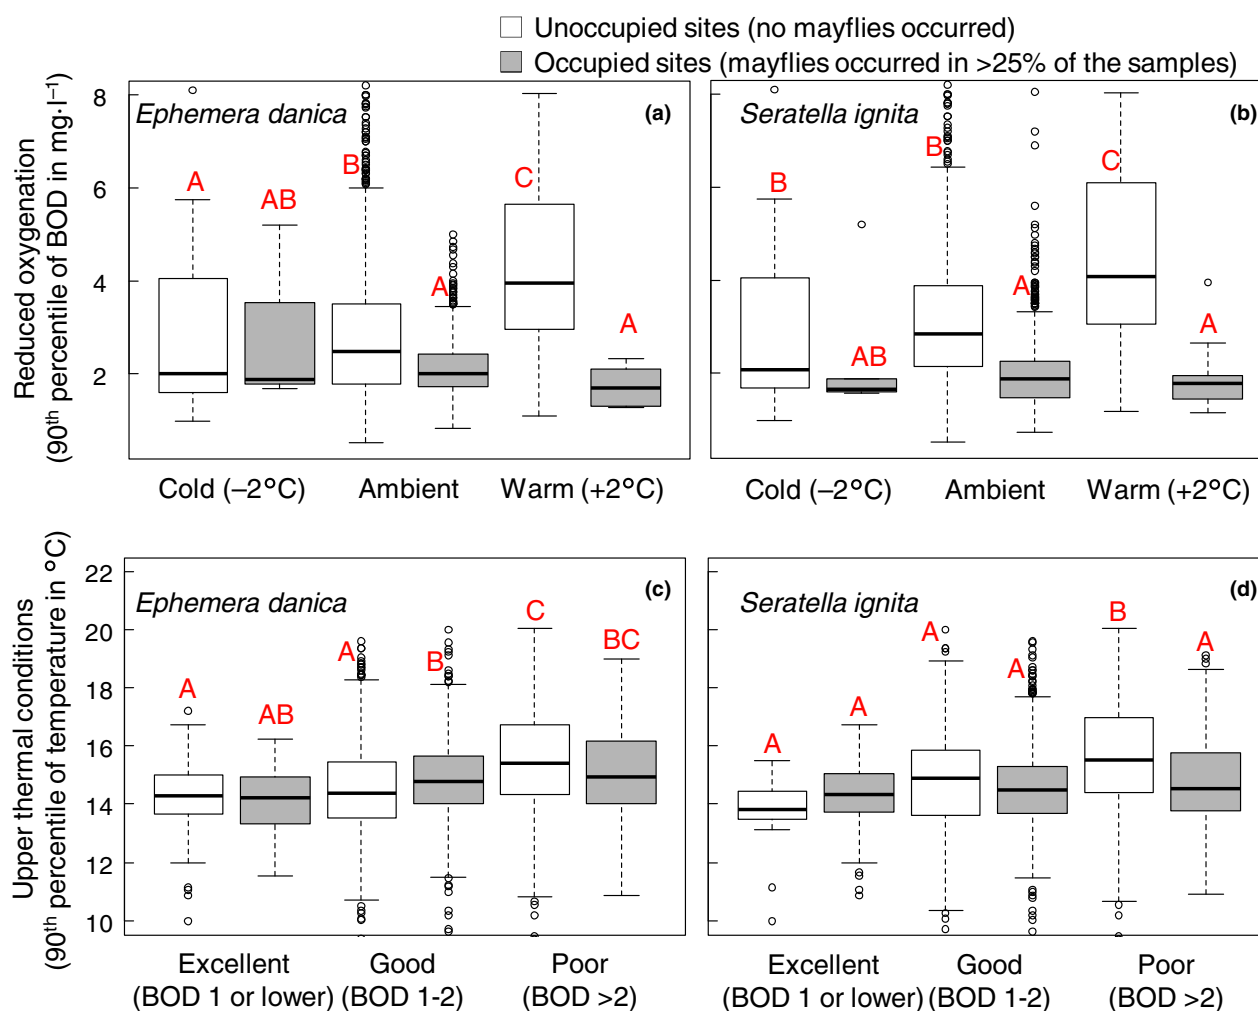 Unoccupied sites (no mayflies occurred)
Occupied sites (mayflies occurred in >25% of the samples)
Reduced oxygenation
(90th percentile of BOD in mg·l–1)
8
6
4
2
Ephemera danica
(a)
A
AB
B
A
C
A
Cold (–2°C)
Ambient
Warm (+2°C)
Seratella ignita
(b)
B
AB
B
A
C
A
Cold (–2°C)
Ambient
Warm (+2°C)
Upper thermal conditions
(90th percentile of temperature in °C)
22
20
18
16
14
12
10
Ephemera danica
(c)
A
AB
A
B
C
BC
Excellent
(BOD 1 or lower)
Good
(BOD 1-2)
Poor
(BOD >2)
Seratella ignita
(d)
A
A
A
A
B
A
Excellent
(BOD 1 or lower)
Good
(BOD 1-2)
Poor
(BOD >2)